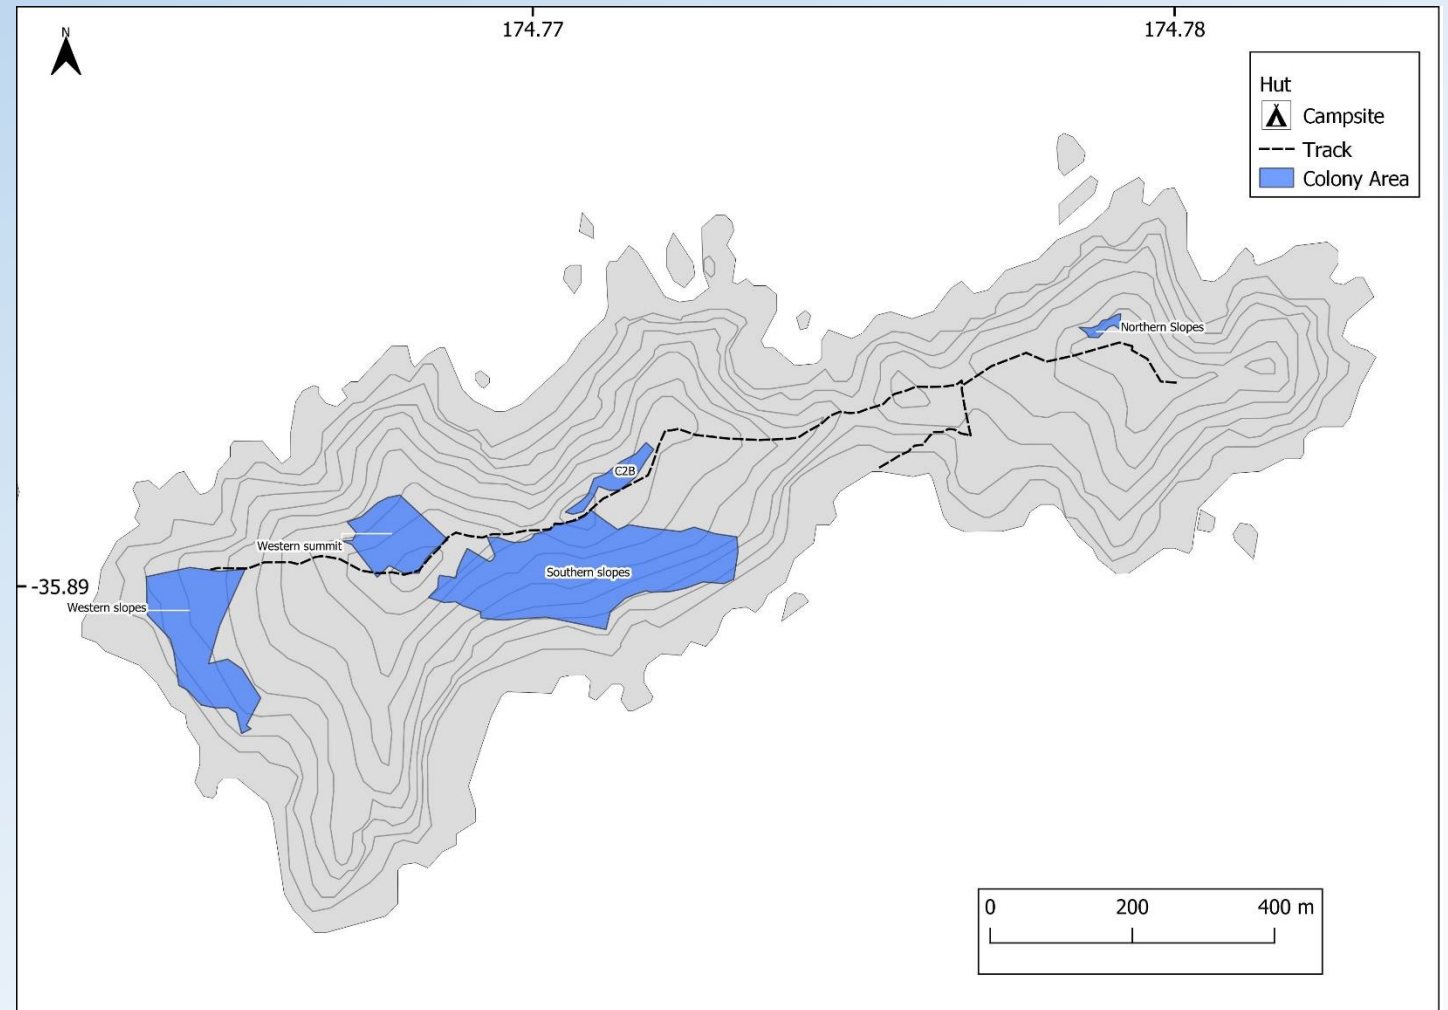 N
174.77
174.78
Hut
Campsite
Track
Colony Area
Northern Slopes
C2B
Western summit
Southern slopes
-35.89
Western slopes
0 200 400 m